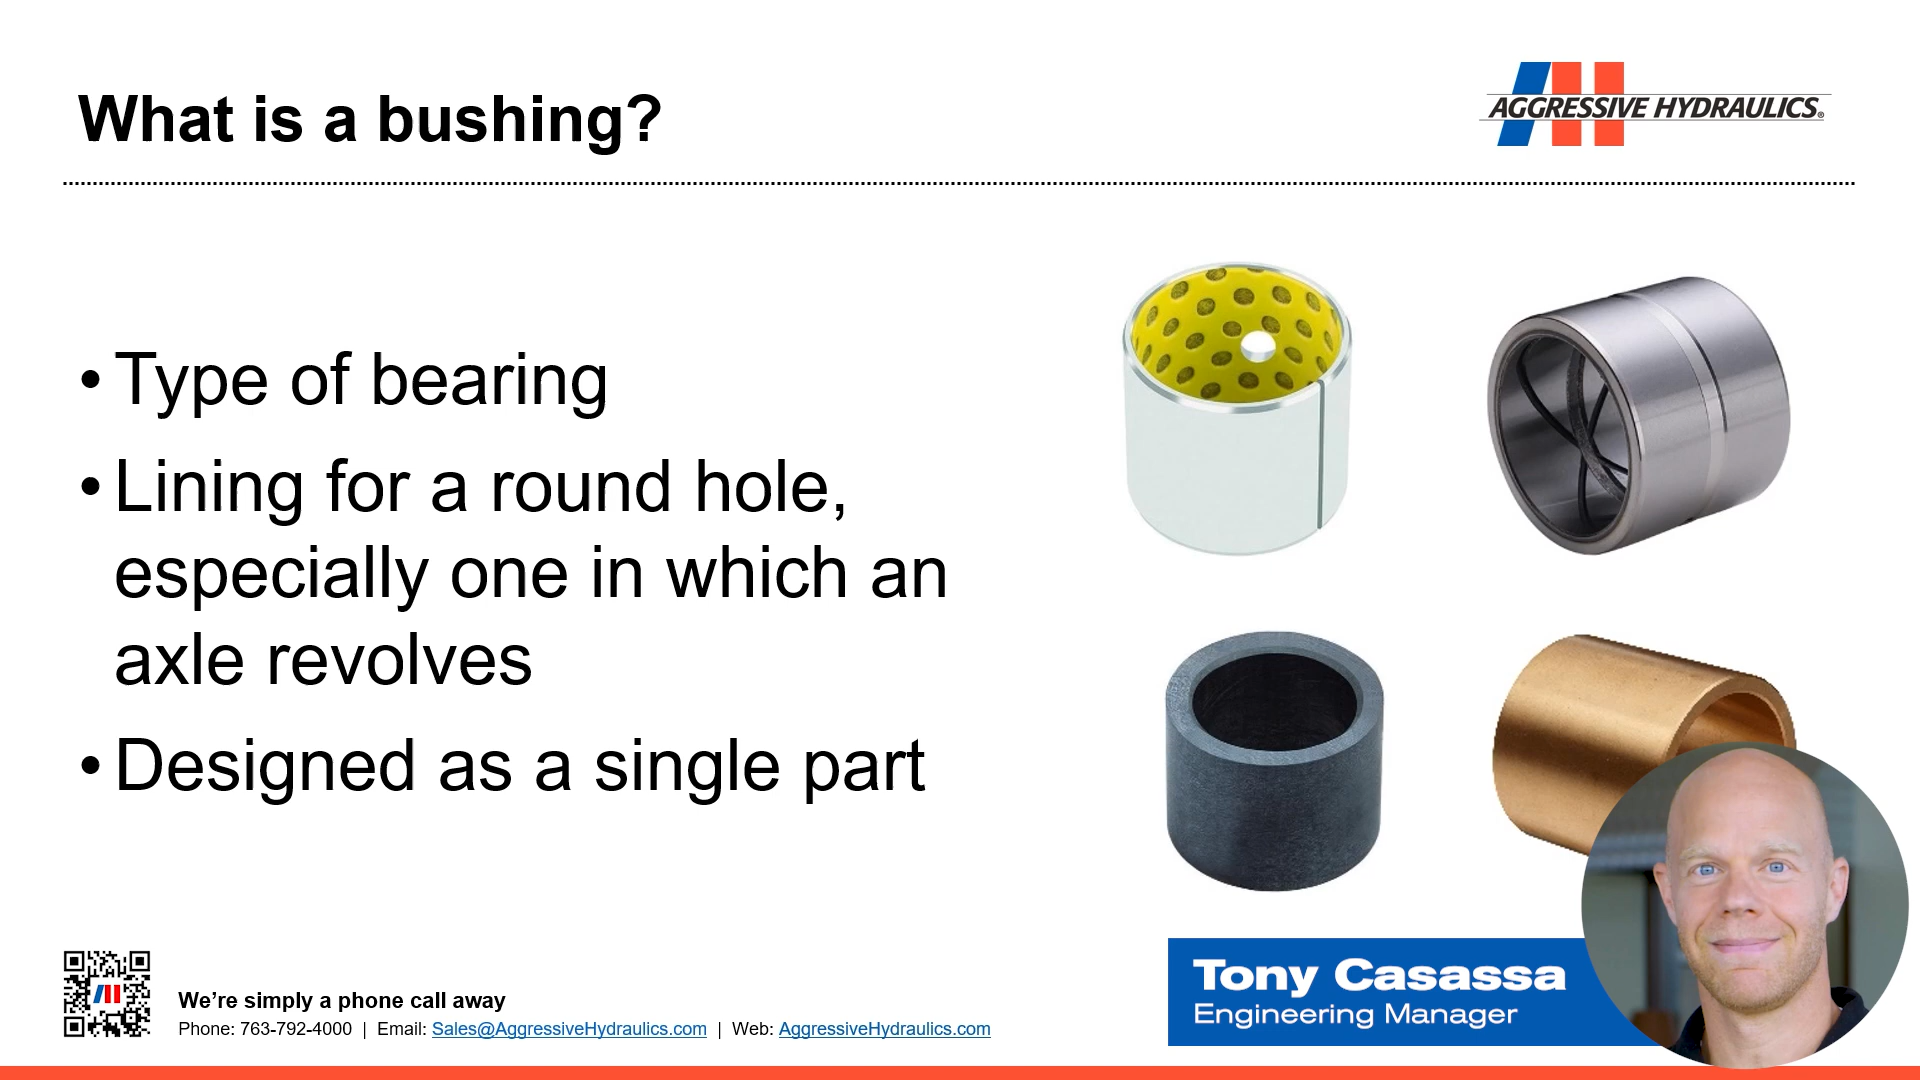 What is a bushing?
AGGRESSIVE HYDRAULICS®
• Type of bearing
• Lining for a round hole,
especially one in which an
axle revolves
• Designed as a single part
We’re simply a phone call away
Phone: 763-792-4000 | Email: Sales@AggressiveHydraulics.com | Web: AggressiveHydraulics.com
Tony Casassa
Engineering Manager